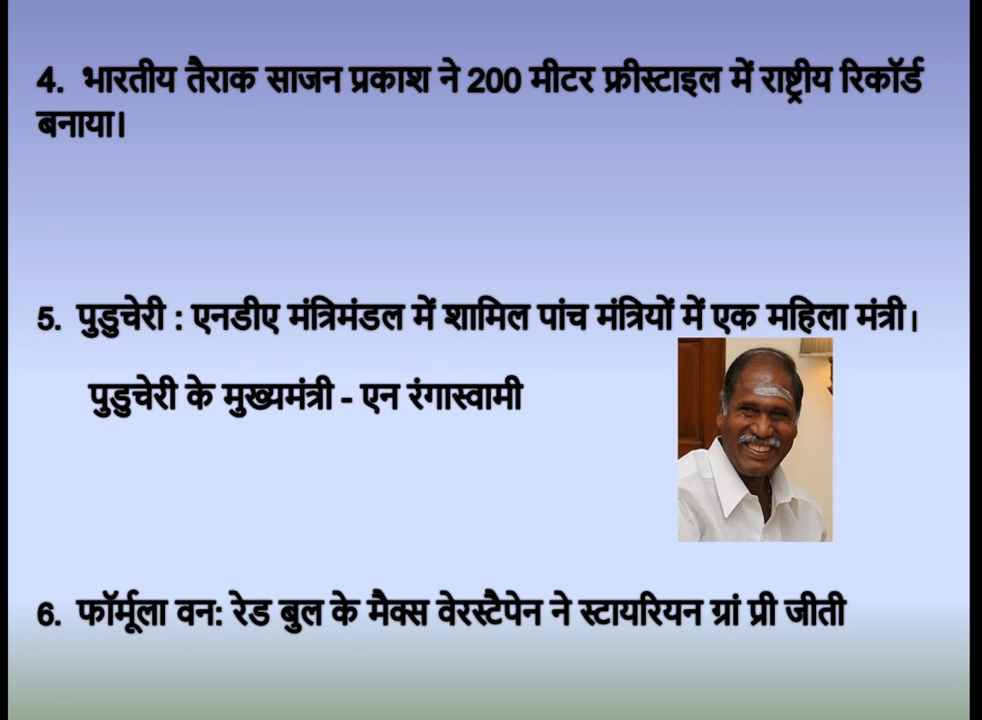 4. भारतीय तैराक साजन प्रकाश ने 200 मीटर फ्रीस्टाइल में राष्ट्रीय रिकॉर्ड
बनाया।
5. पुडुचेरी : एनडीए मंत्रिमंडल में शामिल पांच मंत्रियों में एक महिला मंत्री।
पुडुचेरी के मुख्यमंत्री - एन रंगास्वामी
6. फॉर्मूला वन: रेड बुल के मैक्स वेरस्टैपेन ने स्टायरियन ग्रां प्री जीती